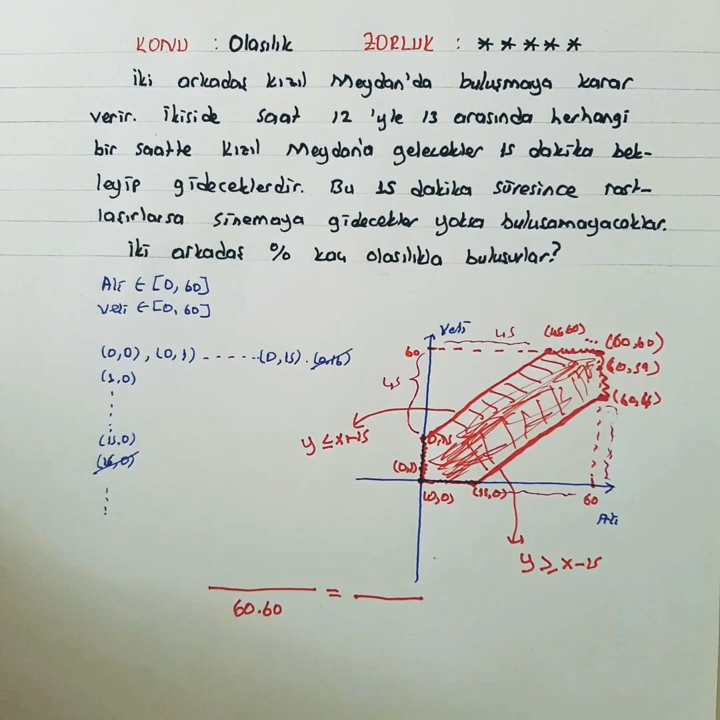 KONU : Olasılık ZORLUK : * * * * *
İki arkadaş Kızıl Meydan'da buluşmaya karar
verir. İkiside saat 12 'yle 13 arasında herhangi
bir saatte Kızıl Meydan'a gelecekler 15 dakika bek-
leyip gideceklerdir. Bu 15 dakika süresince rast-
laşırlarsa sinemaya gidecekler yoksa buluşamayacaklar.
İki arkadaş % kaç olasılıkla buluşurlar?
Ali ∈ [0, 60]
Veli ∈ [0, 60]
(0,0), (0,1) ------ (0,15). (0,16)
(1,0)
(15,0)
(16,0)
Veli
45
(45,60)
... (60,60)
60
(60,59)
45
(60,45)
y ≤ x-15
(0,15)
(0,1)
(0,0)
(15,0)
60
Ali
y ≥ x-15
60.60
=